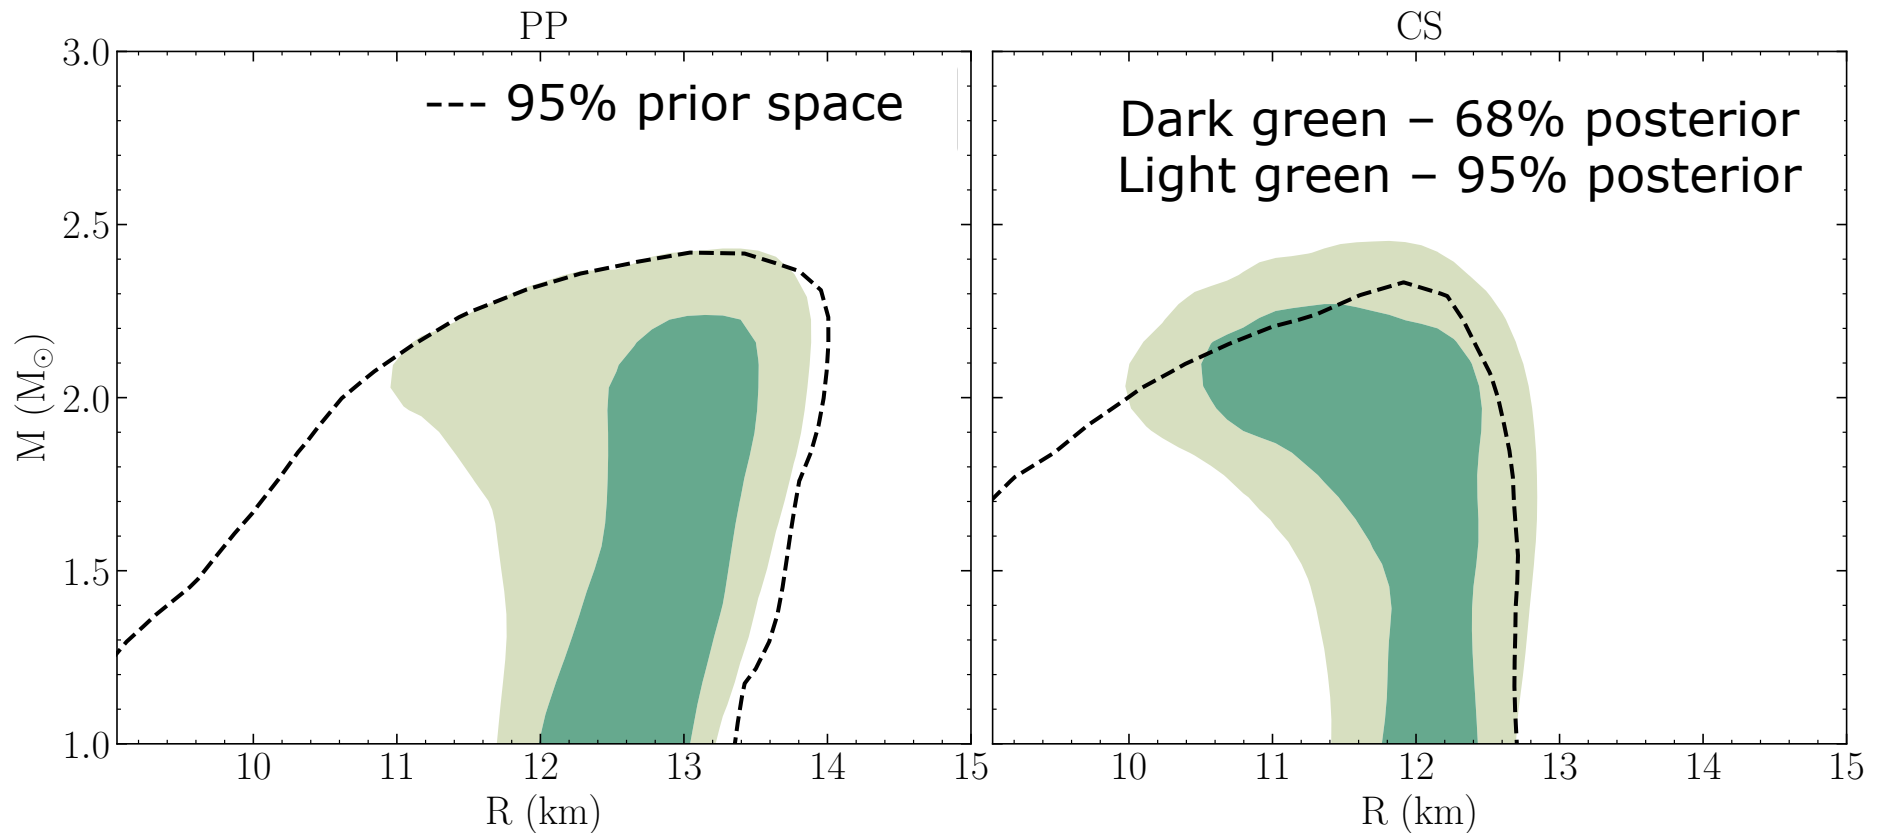 PP
CS
--- 95% prior space
Dark green – 68% posterior
Light green – 95% posterior
M (M⊙)
3.0
2.5
2.0
1.5
1.0
10 11 12 13 14 15
10 11 12 13 14 15
R (km)
R (km)